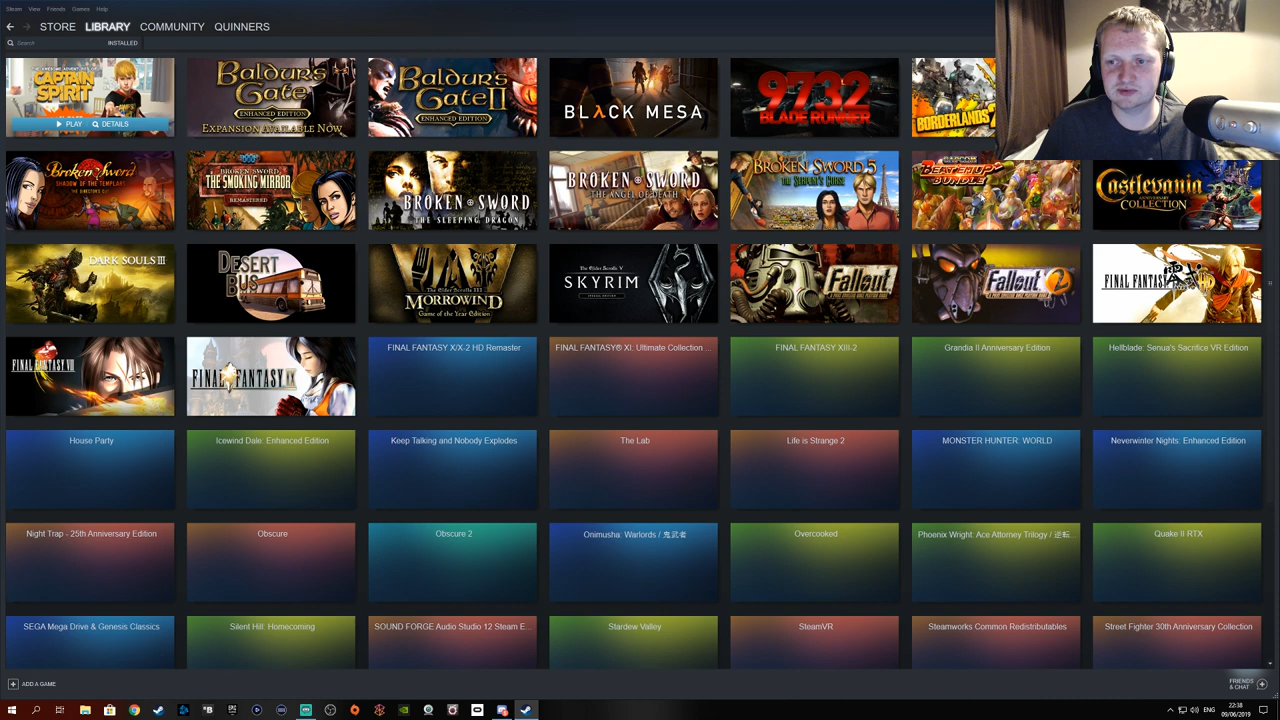 Steam View Friends Games Help
STORE LIBRARY COMMUNITY QUINNERS
Search INSTALLED
CAPTAIN SPIRIT
PLAY DETAILS
Baldur's Gate
ENHANCED EDITION
EXPANSION AVAILABLE NOW
Baldur's Gate II
ENHANCED EDITION
BLACK MESA
9732
BLADE RUNNER
BORDERLANDS
Broken Sword
SHADOW OF THE TEMPLARS
THE DIRECTOR'S CUT
BROKEN SWORD
THE SMOKING MIRROR
REMASTERED
BROKEN SWORD
THE SLEEPING DRAGON
BROKEN SWORD
THE ANGEL OF DEATH
BROKEN SWORD 5
THE SERPENT'S CURSE
CAPCOM
BEAT'EM UP
BUNDLE
Castlevania
ANNIVERSARY
COLLECTION
DARK SOULS III
DESERT BUS
The Elder Scrolls III
MORROWIND
Game of the Year Edition
The Elder Scrolls V
SKYRIM
SPECIAL EDITION
Fallout
Fallout 2
FINAL FANTASY HD
FINAL FANTASY VIII
FINAL FANTASY IX
FINAL FANTASY X/X-2 HD Remaster
FINAL FANTASY® XI: Ultimate Collection ...
FINAL FANTASY XIII-2
Grandia II Anniversary Edition
Hellblade: Senua's Sacrifice VR Edition
House Party
Icewind Dale: Enhanced Edition
Keep Talking and Nobody Explodes
The Lab
Life is Strange 2
MONSTER HUNTER: WORLD
Neverwinter Nights: Enhanced Edition
Night Trap - 25th Anniversary Edition
Obscure
Obscure 2
Onimusha: Warlords / 鬼武者
Overcooked
Phoenix Wright: Ace Attorney Trilogy / 逆転...
Quake II RTX
SEGA Mega Drive & Genesis Classics
Silent Hill: Homecoming
SOUND FORGE Audio Studio 12 Steam E...
Stardew Valley
SteamVR
Steamworks Common Redistributables
Street Fighter 30th Anniversary Collection
ADD A GAME
FRIENDS
& CHAT
ENG
22:38
09/06/2019